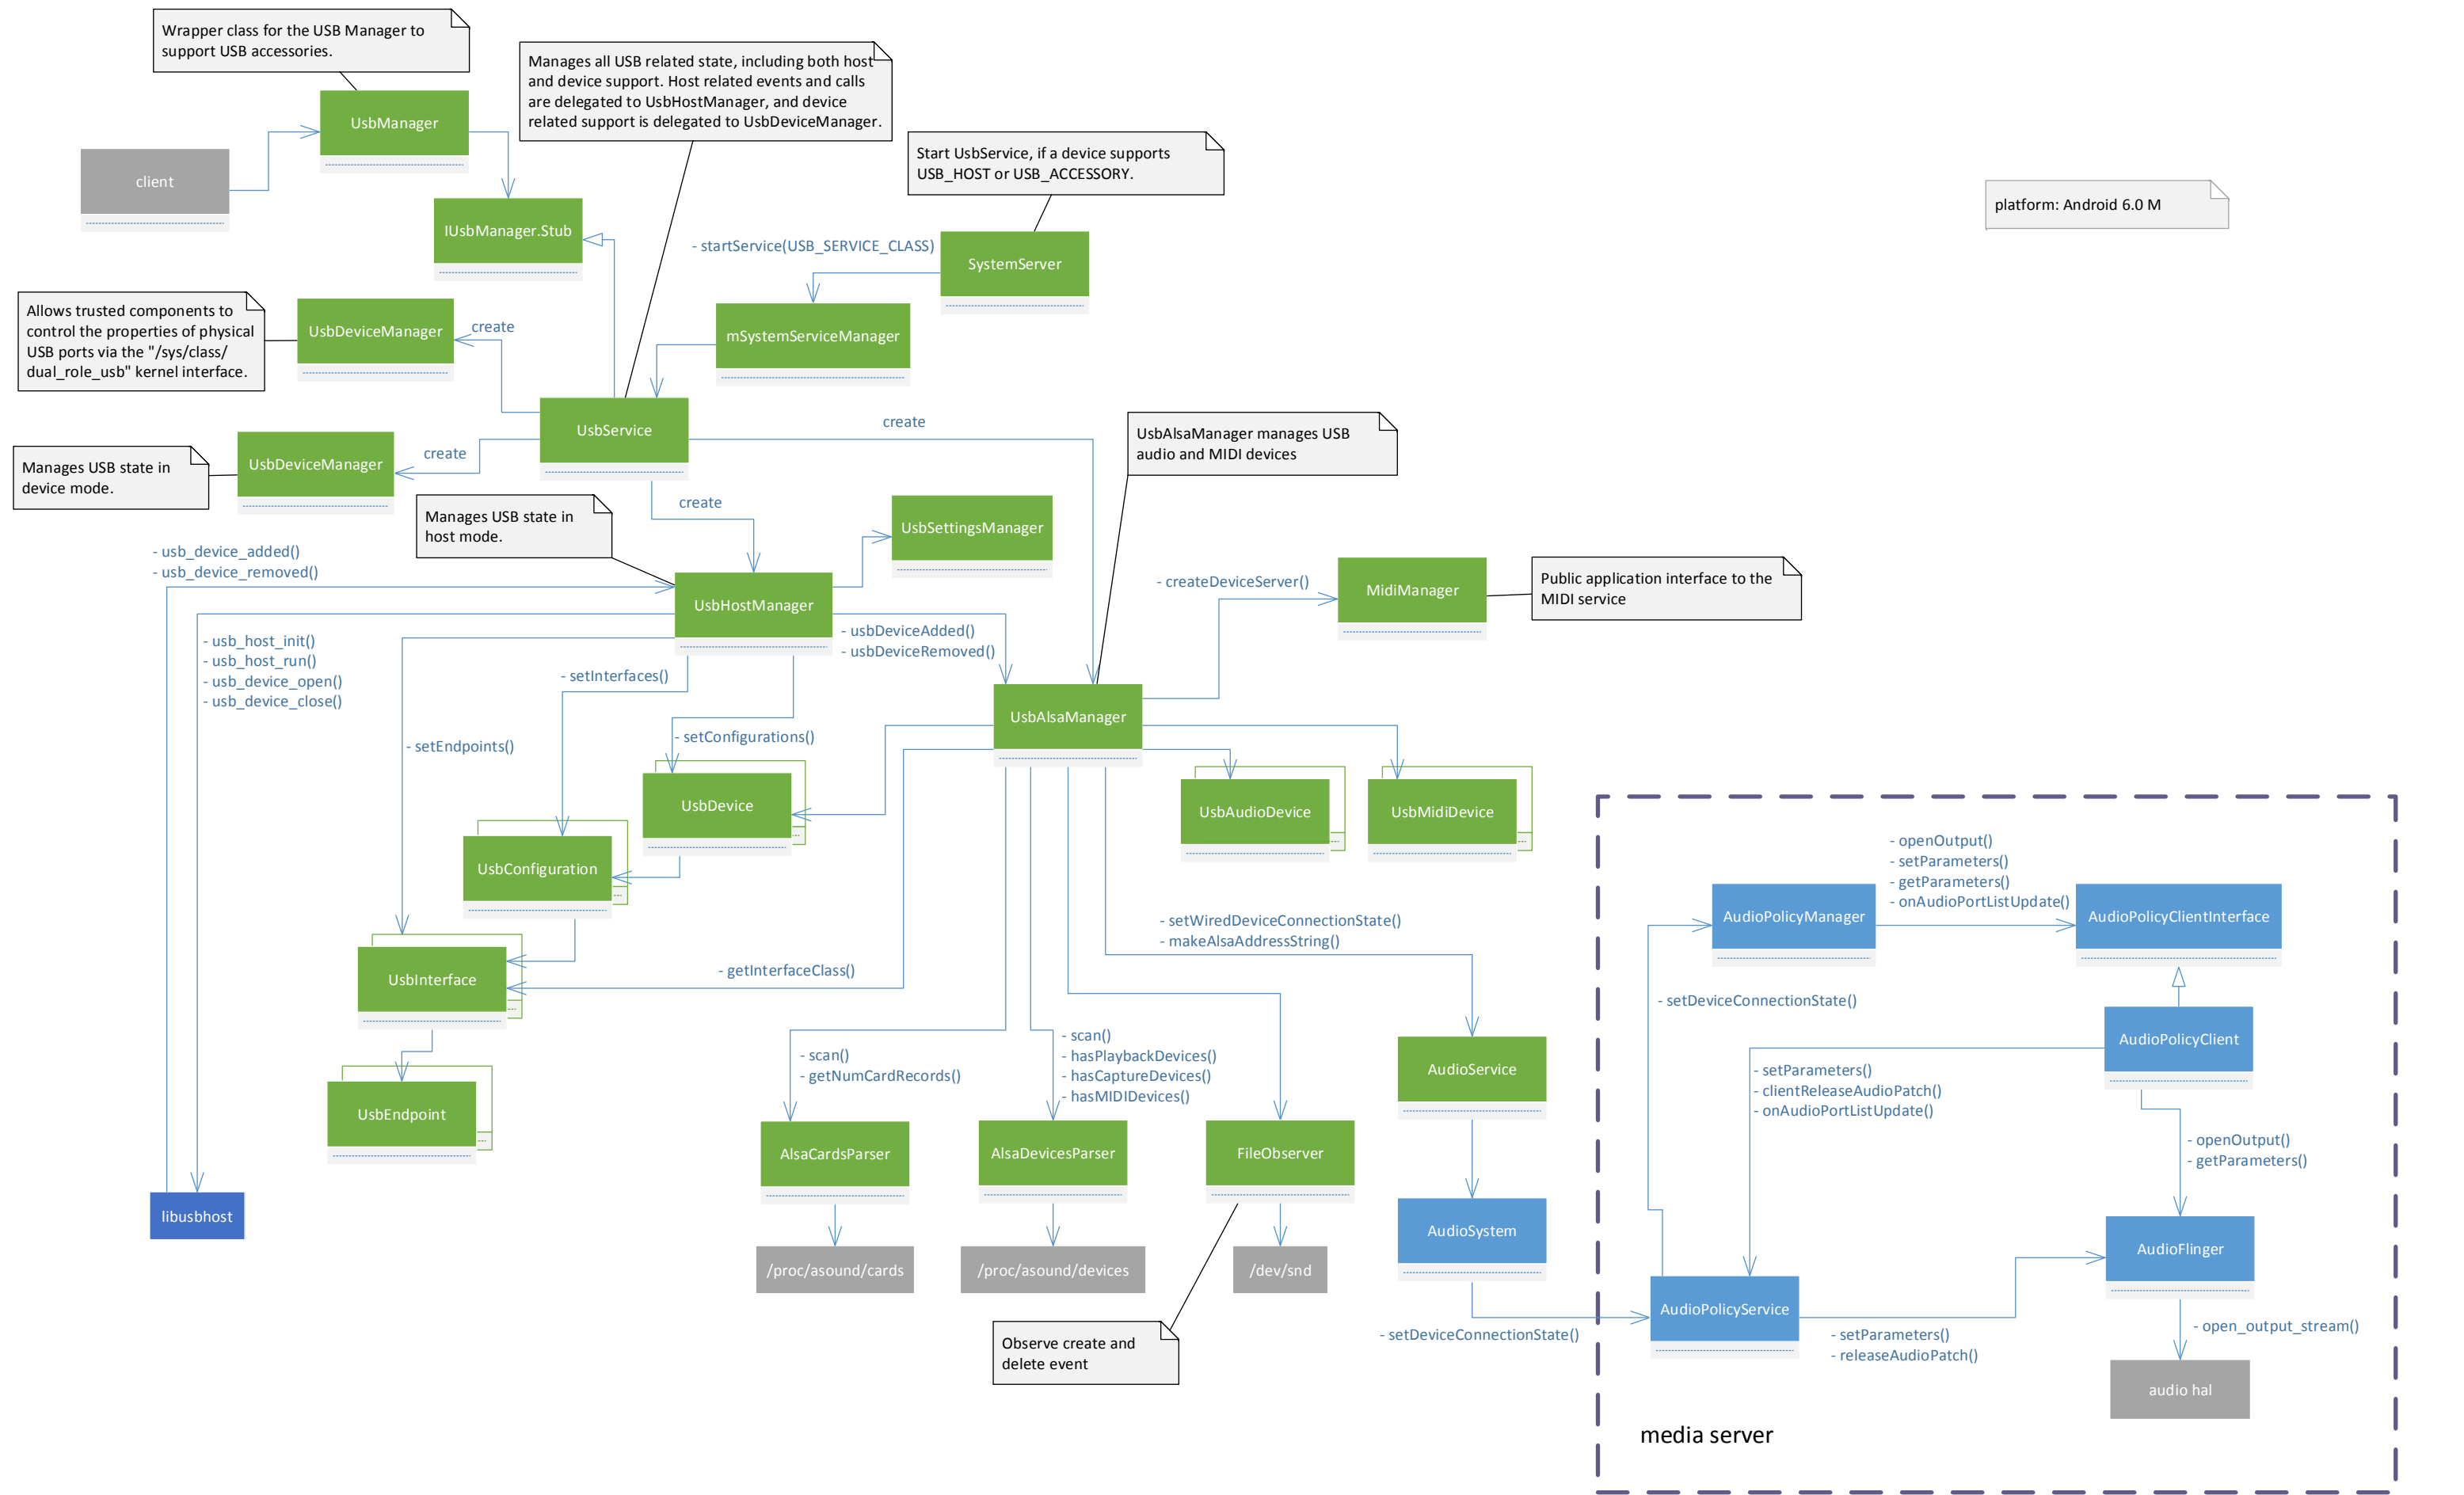 Wrapper class for the USB Manager to
support USB accessories.
Manages all USB related state, including both host
and device support. Host related events and calls
are delegated to UsbHostManager, and device
related support is delegated to UsbDeviceManager.
UsbManager
client
Start UsbService, if a device supports
USB_HOST or USB_ACCESSORY.
platform: Android 6.0 M
IUsbManager.Stub
- startService(USB_SERVICE_CLASS)
SystemServer
Allows trusted components to
control the properties of physical
USB ports via the "/sys/class/
dual_role_usb" kernel interface.
UsbDeviceManager
create
mSystemServiceManager
UsbService
create
UsbAlsaManager manages USB
audio and MIDI devices
Manages USB state in
device mode.
UsbDeviceManager
create
create
Manages USB state in
host mode.
UsbSettingsManager
- usb_device_added()
- usb_device_removed()
UsbHostManager
- createDeviceServer()
MidiManager
Public application interface to the
MIDI service
- usb_host_init()
- usb_host_run()
- usb_device_open()
- usb_device_close()
- usbDeviceAdded()
- usbDeviceRemoved()
- setInterfaces()
UsbAlsaManager
- setEndpoints()
- setConfigurations()
UsbDevice
UsbAudioDevice
UsbMidiDevice
UsbConfiguration
- openOutput()
- setParameters()
- getParameters()
- onAudioPortListUpdate()
AudioPolicyManager
AudioPolicyClientInterface
- setWiredDeviceConnectionState()
- makeAlsaAddressString()
UsbInterface
- getInterfaceClass()
- setDeviceConnectionState()
AudioPolicyClient
- scan()
- getNumCardRecords()
- scan()
- hasPlaybackDevices()
- hasCaptureDevices()
- hasMIDIDevices()
AudioService
- setParameters()
- clientReleaseAudioPatch()
- onAudioPortListUpdate()
UsbEndpoint
AlsaCardsParser
AlsaDevicesParser
FileObserver
- openOutput()
- getParameters()
libusbhost
AudioSystem
AudioFlinger
/proc/asound/cards
/proc/asound/devices
/dev/snd
AudioPolicyService
- setDeviceConnectionState()
- setParameters()
- releaseAudioPatch()
- open_output_stream()
Observe create and
delete event
audio hal
media server